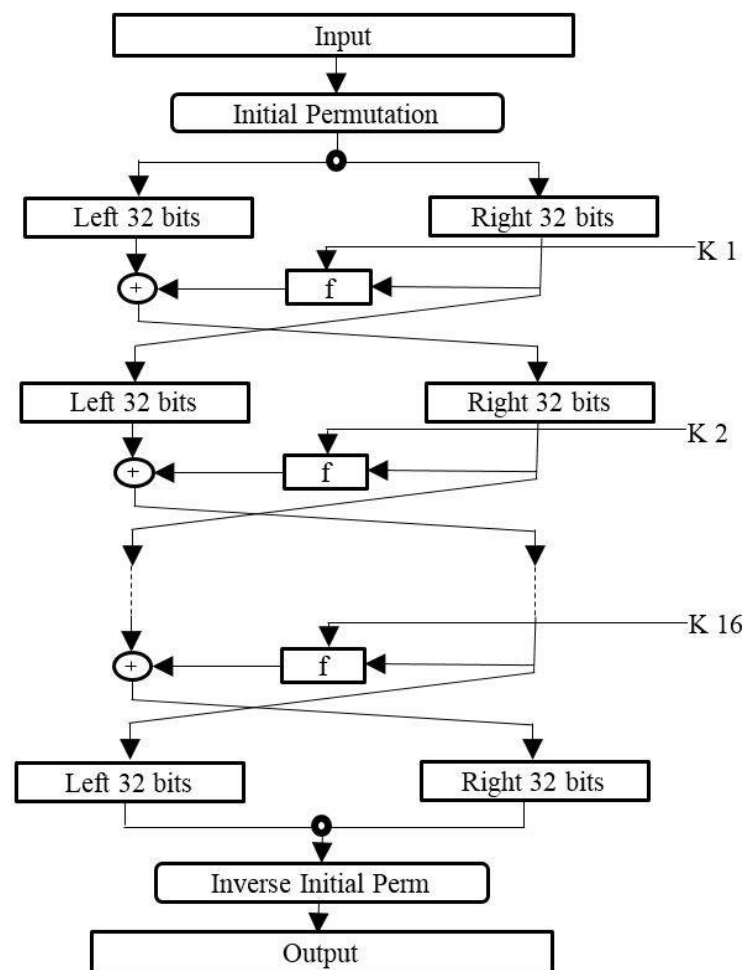 Input
Initial Permutation
Left 32 bits
Right 32 bits
K 1
+
f
Left 32 bits
Right 32 bits
K 2
+
f
K 16
+
f
Left 32 bits
Right 32 bits
Inverse Initial Perm
Output